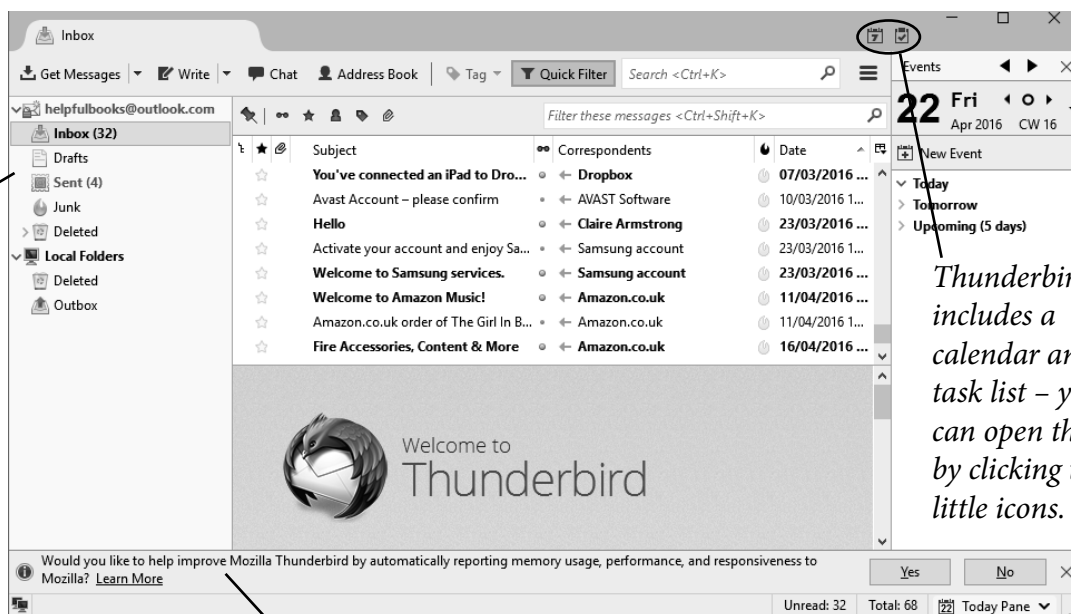 Inbox
7
Get Messages Write Chat Address Book Tag Quick Filter Search <Ctrl+K>
Events
helpfulbooks@outlook.com
Inbox (32)
Drafts
Sent (4)
Junk
Deleted
Local Folders
Deleted
Outbox
Filter these messages <Ctrl+Shift+K>
Subject Correspondents Date
You've connected an iPad to Dro... ← Dropbox 07/03/2016 ...
Avast Account – please confirm ← AVAST Software 10/03/2016 1...
Hello ← Claire Armstrong 23/03/2016 ...
Activate your account and enjoy Sa... ← Samsung account 23/03/2016 ...
Welcome to Samsung services. ← Samsung account 23/03/2016 ...
Welcome to Amazon Music! ← Amazon.co.uk 11/04/2016 ...
Amazon.co.uk order of The Girl In B... ← Amazon.co.uk 11/04/2016 1...
Fire Accessories, Content & More ← Amazon.co.uk 16/04/2016 ...
22 Fri
Apr 2016 CW 16
New Event
Today
Tomorrow
Upcoming (5 days)
Welcome to
Thunderbird
includes a
calendar
task list –
can open
by clicking
little icons.
Would you like to help improve Mozilla Thunderbird by automatically reporting memory usage, performance, and responsiveness to
Mozilla? Learn More
Yes No
Unread: 32 Total: 68 22 Today Pane